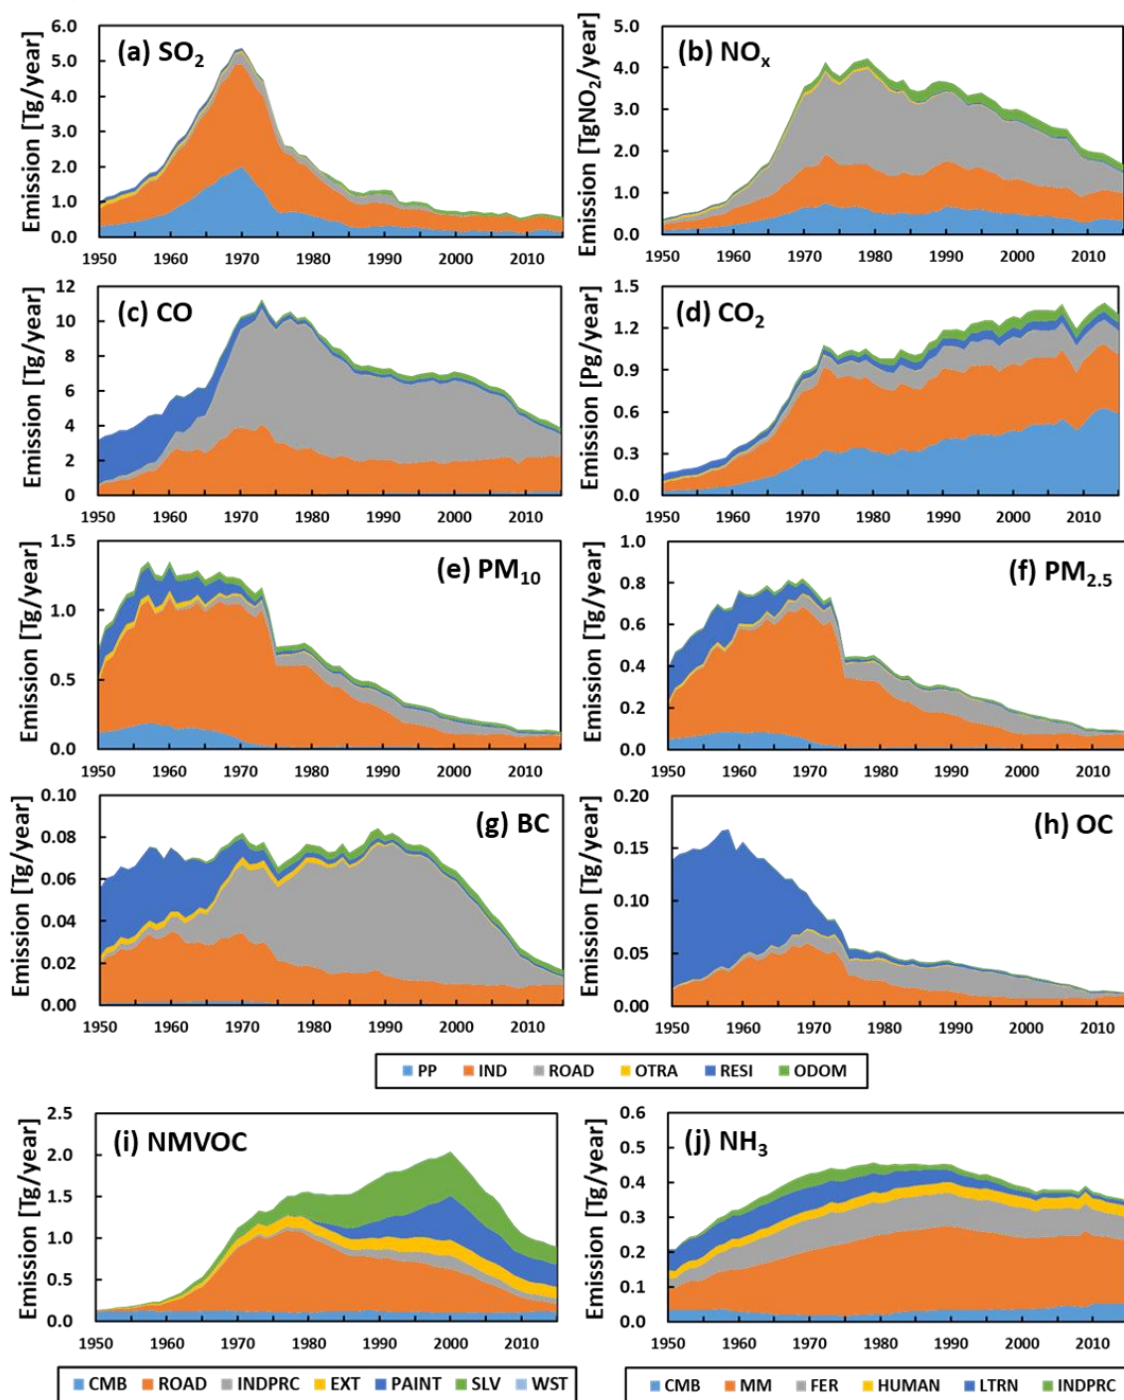 (a) SO2
Emission [Tg/year]
6.0
5.0
4.0
3.0
2.0
1.0
0.0
1950 1960 1970 1980 1990 2000 2010
(b) NOx
Emission [TgNO2/year]
5.0
4.0
3.0
2.0
1.0
0.0
1950 1960 1970 1980 1990 2000 2010
(c) CO
Emission [Tg/year]
12
10
8
6
4
2
0
1950 1960 1970 1980 1990 2000 2010
(d) CO2
Emission [Pg/year]
1.5
1.2
0.9
0.6
0.3
0.0
1950 1960 1970 1980 1990 2000 2010
(e) PM10
Emission [Tg/year]
1.5
1.0
0.5
0.0
1950 1960 1970 1980 1990 2000 2010
(f) PM2.5
Emission [Tg/year]
1.0
0.8
0.6
0.4
0.2
0.0
1950 1960 1970 1980 1990 2000 2010
(g) BC
Emission [Tg/year]
0.10
0.08
0.06
0.04
0.02
0.00
1950 1960 1970 1980 1990 2000 2010
(h) OC
Emission [Tg/year]
0.20
0.15
0.10
0.05
0.00
1950 1960 1970 1980 1990 2000 2010
PP IND ROAD OTRA RESI ODOM
(i) NMVOC
Emission [Tg/year]
2.5
2.0
1.5
1.0
0.5
0.0
1950 1960 1970 1980 1990 2000 2010
CMB ROAD INDPRC EXT PAINT SLV WST
(j) NH3
Emission [Tg/year]
0.6
0.5
0.4
0.3
0.2
0.1
0.0
1950 1960 1970 1980 1990 2000 2010
CMB MM FER HUMAN LTRN INDPRC